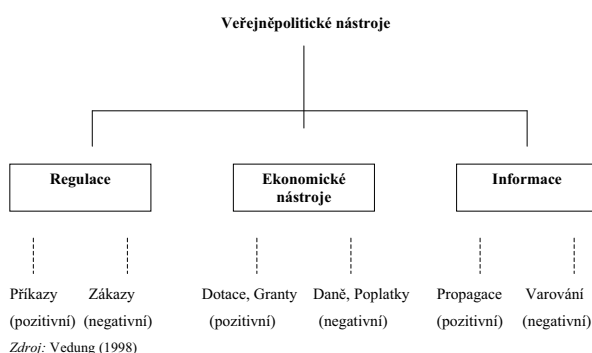 Veřejněpolitické nástroje
Regulace
Ekonomické
nástroje
Informace
Příkazy Zákazy Dotace, Granty Daně, Poplatky Propagace Varování
(pozitivní) (negativní) (pozitivní) (negativní) (pozitivní) (negativní)
Zdroj: Vedung (1998)